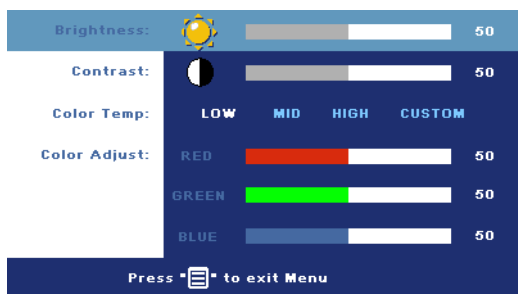 Brightness: 50
Contrast: 50
Color Temp: LOW MID HIGH CUSTOM
Color Adjust: RED 50
GREEN 50
BLUE 50
Press "" to exit Menu